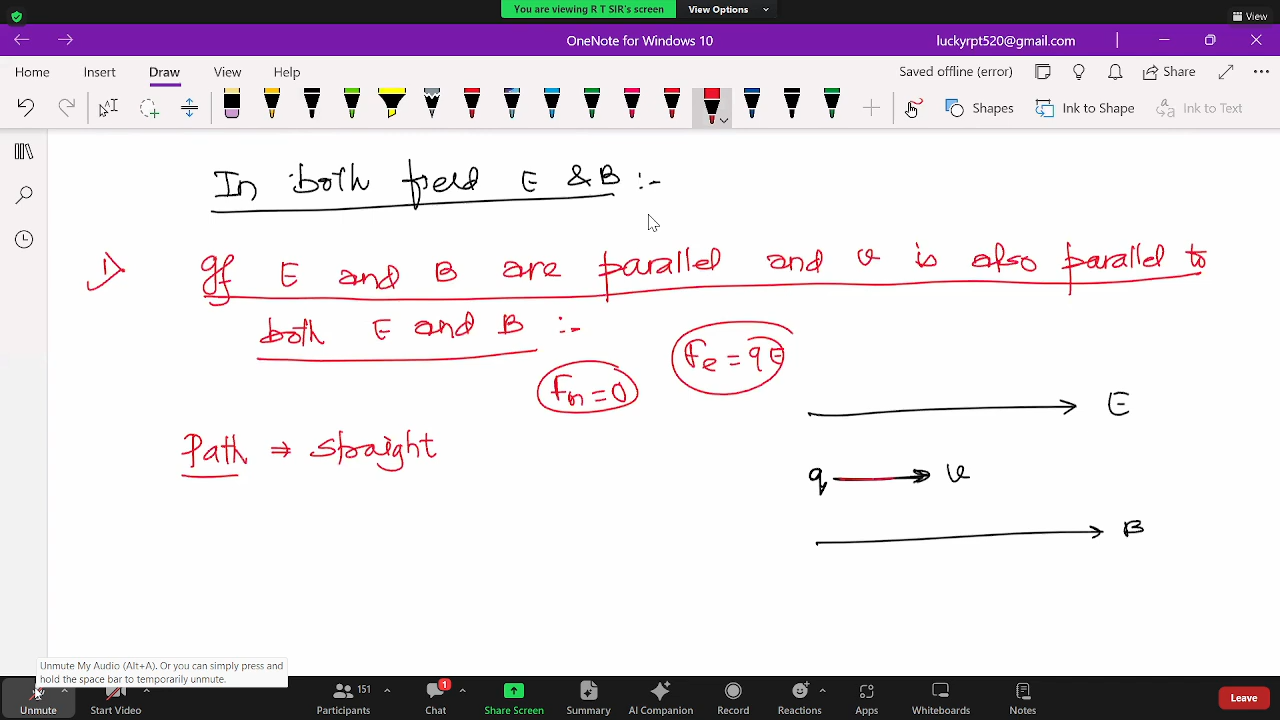 You are viewing R T SIR's screen
View Options
View
OneNote for Windows 10
luckyrpt520@gmail.com
Home Insert Draw View Help
Saved offline (error)
Share
Shapes
Ink to Shape
Ink to Text
In both field E & B :-
1) If E and B are parallel and v is also parallel to
both E and B :-
Fe = qE
Fm = 0
E
Path ⇒ straight
q v
B
Unmute My Audio (Alt+A). Or you can simply press and
hold the space bar to temporarily unmute.
Unmute
Start Video
Participants 151
Chat 1
Share Screen
Summary
AI Companion
Record
Reactions
Apps
Whiteboards
Notes
Leave